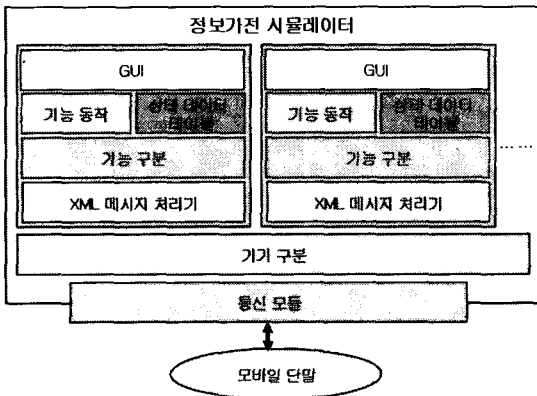 정보가전 시뮬레이터
GUI
기능 동작
상태 데이터
테이블
기능 구분
XML 메시지 처리기
GUI
기능 동작
상태 데이터
테이블
기능 구분
XML 메시지 처리기
......
기기 구분
통신 모듈
모바일 단말